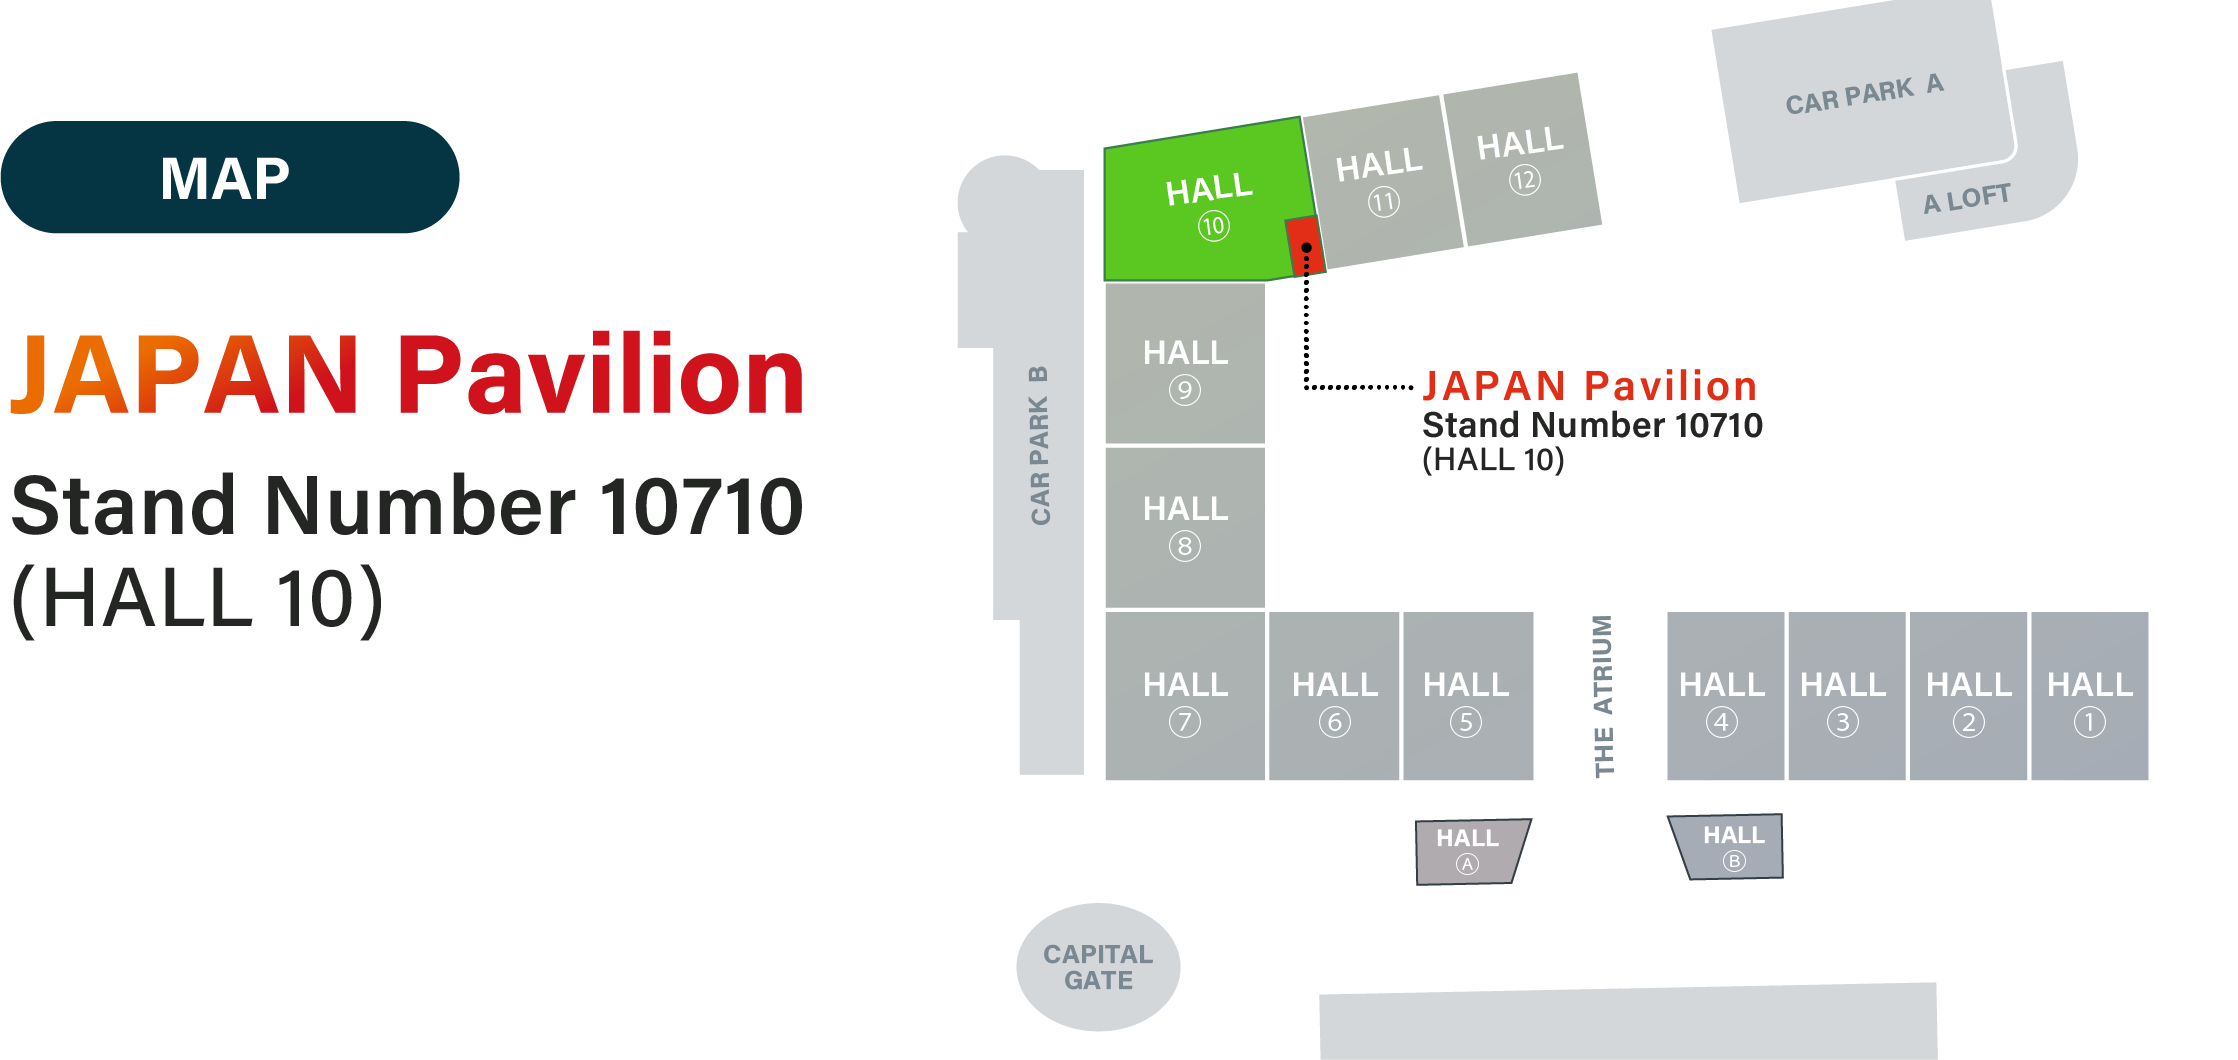 MAP
JAPAN Pavilion
Stand Number 10710
(HALL 10)
CAR PARK A
A LOFT
HALL
⑫
HALL
⑪
HALL
⑩
CAR PARK B
HALL
⑨
JAPAN Pavilion
Stand Number 10710
(HALL 10)
HALL
⑧
HALL
⑦
HALL
⑥
HALL
⑤
THE ATRIUM
HALL
④
HALL
③
HALL
②
HALL
①
HALL
Ⓐ
HALL
Ⓑ
CAPITAL
GATE